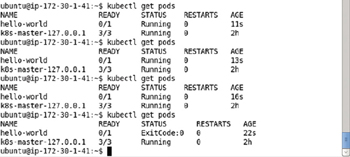 ubuntu@ip-172-30-1-41:~$ kubectl get pods
NAME READY STATUS RESTARTS AGE
hello-world 0/1 Running 0 11s
k8s-master-127.0.0.1 3/3 Running 0 2h
ubuntu@ip-172-30-1-41:~$ kubectl get pods
NAME READY STATUS RESTARTS AGE
hello-world 0/1 Running 0 13s
k8s-master-127.0.0.1 3/3 Running 0 2h
ubuntu@ip-172-30-1-41:~$ kubectl get pods
NAME READY STATUS RESTARTS AGE
hello-world 0/1 Running 0 16s
k8s-master-127.0.0.1 3/3 Running 0 2h
ubuntu@ip-172-30-1-41:~$ kubectl get pods
NAME READY STATUS RESTARTS AGE
hello-world 0/1 ExitCode:0 0 22s
k8s-master-127.0.0.1 3/3 Running 0 2h
ubuntu@ip-172-30-1-41:~$